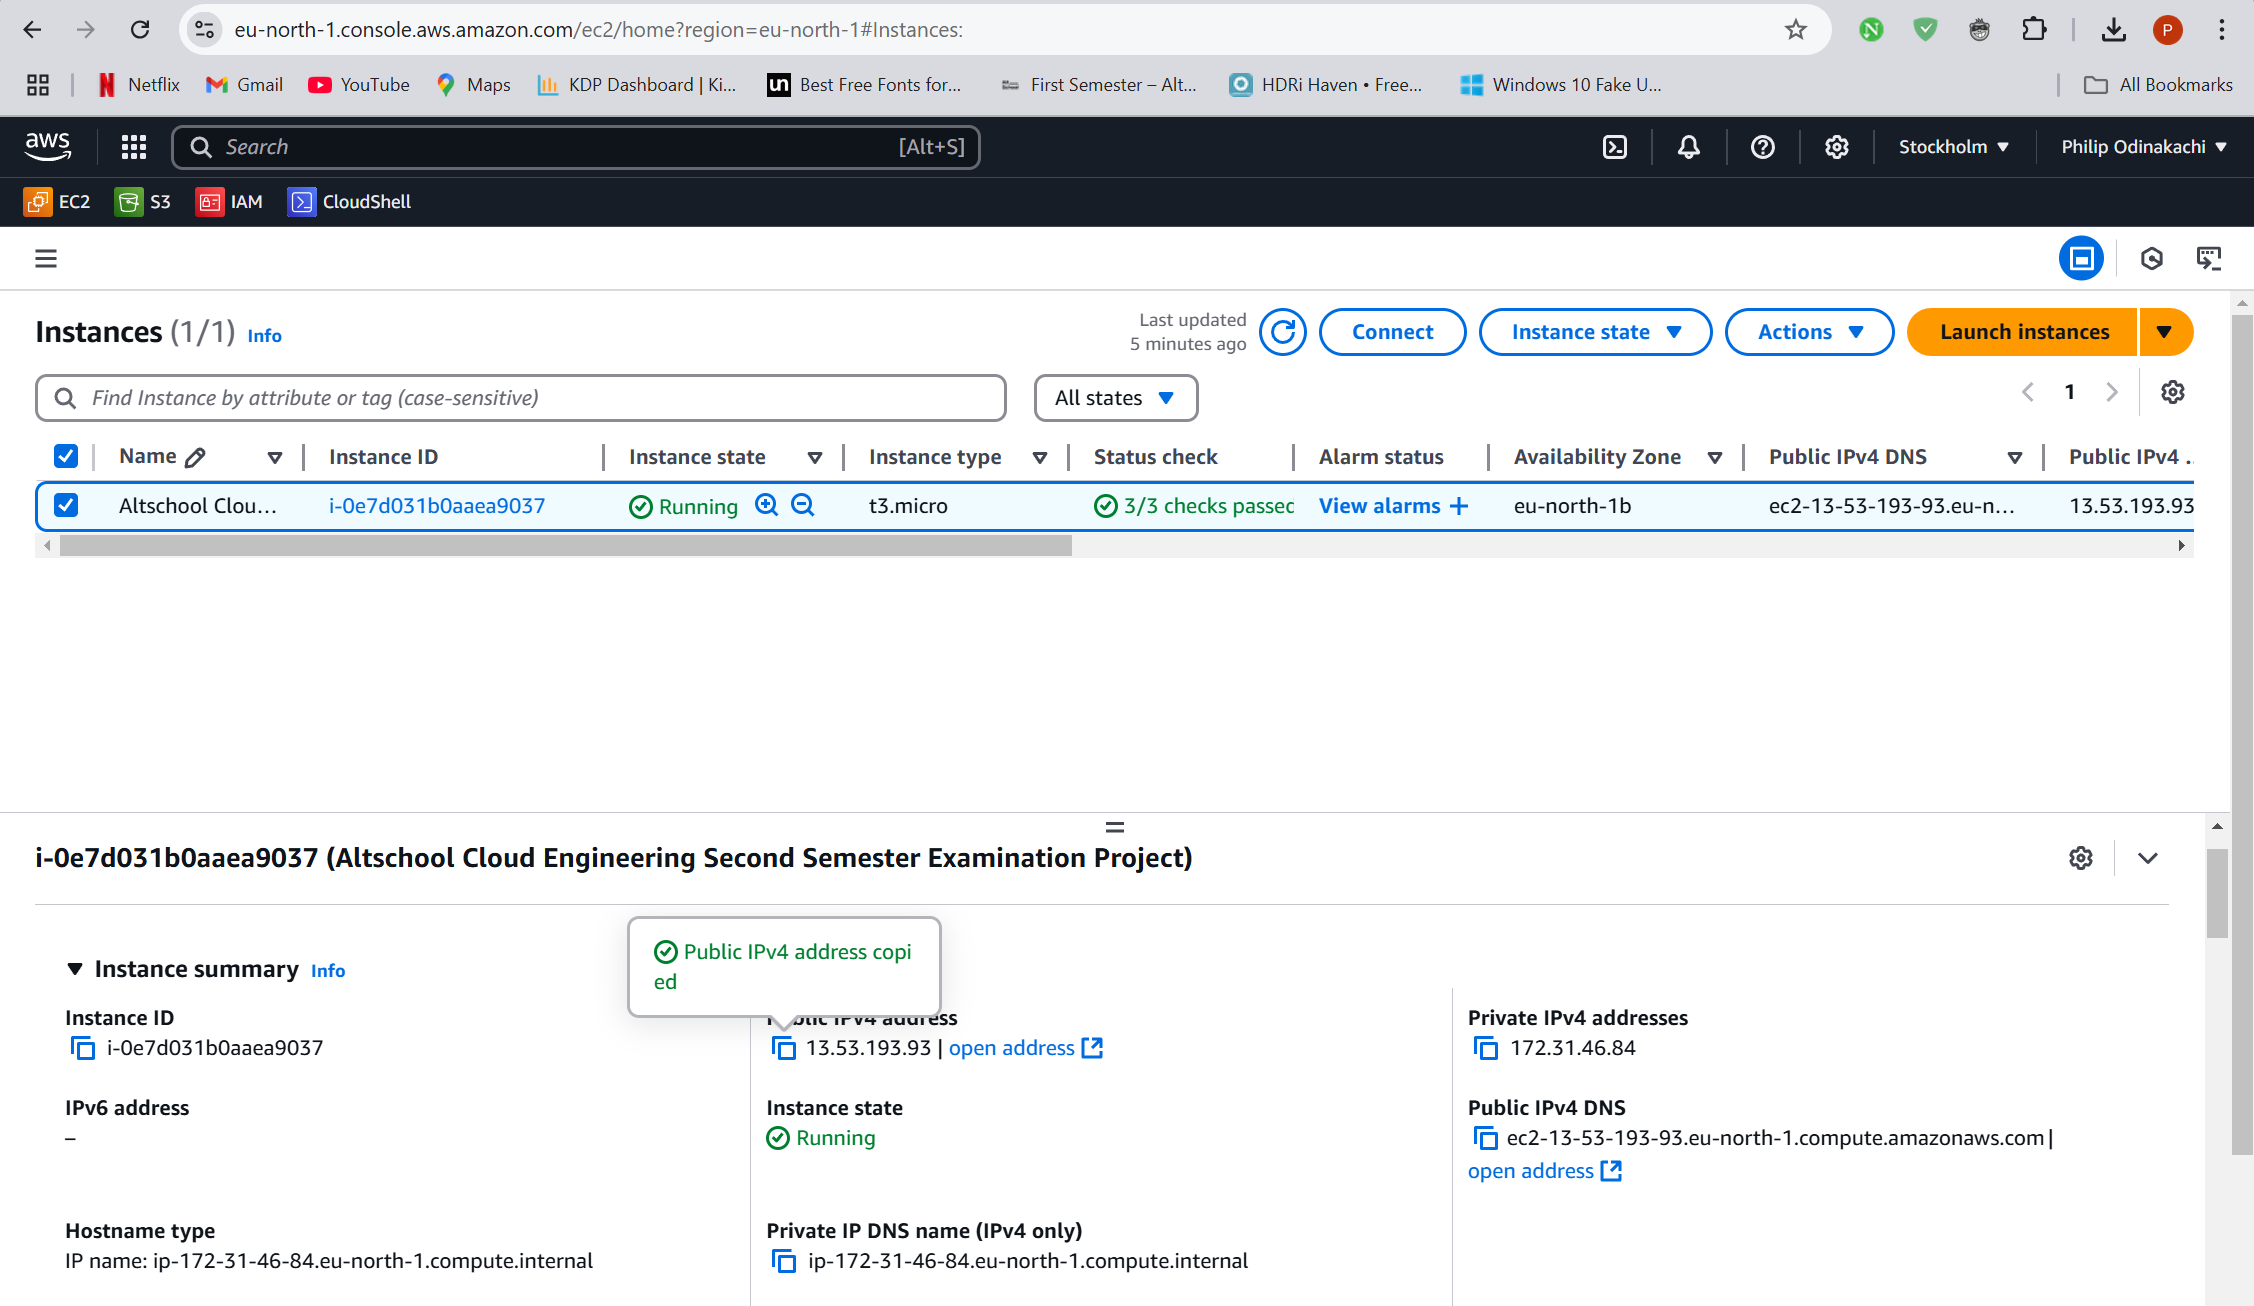 eu-north-1.console.aws.amazon.com/ec2/home?region=eu-north-1#Instances:
N
P
Netflix
Gmail
YouTube
Maps
KDP Dashboard | Ki...
un
Best Free Fonts for...
First Semester – Alt...
HDRi Haven • Free...
Windows 10 Fake U...
All Bookmarks
aws
Search
[Alt+S]
Stockholm
Philip Odinakachi
EC2
S3
IAM
CloudShell
Instances (1/1) Info
Last updated
5 minutes ago
Connect
Instance state
Actions
Launch instances
Find Instance by attribute or tag (case-sensitive)
All states
1
Name
Instance ID
Instance state
Instance type
Status check
Alarm status
Availability Zone
Public IPv4 DNS
Public IPv4 ..
Altschool Clou...
i-0e7d031b0aaea9037
Running
t3.micro
3/3 checks passed
View alarms +
eu-north-1b
ec2-13-53-193-93.eu-n...
13.53.193.93
i-0e7d031b0aaea9037 (Altschool Cloud Engineering Second Semester Examination Project)
Public IPv4 address copi
ed
Instance summary Info
Instance ID
i-0e7d031b0aaea9037
Public IPv4 address
13.53.193.93 | open address
Private IPv4 addresses
172.31.46.84
IPv6 address
–
Instance state
Running
Public IPv4 DNS
ec2-13-53-193-93.eu-north-1.compute.amazonaws.com |
open address
Hostname type
IP name: ip-172-31-46-84.eu-north-1.compute.internal
Private IP DNS name (IPv4 only)
ip-172-31-46-84.eu-north-1.compute.internal